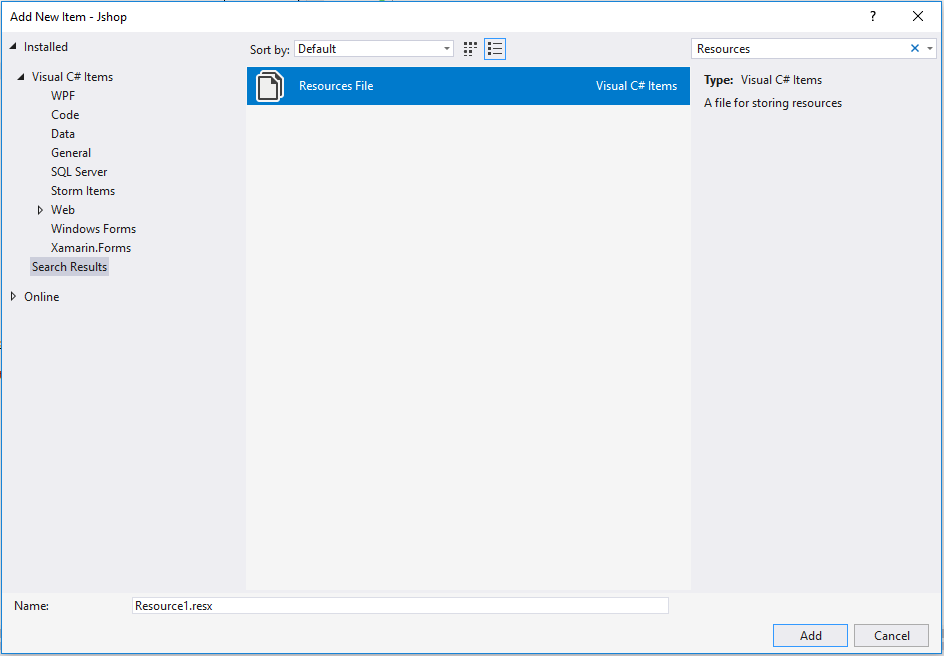 Add New Item - Jshop
?
Installed
Sort by: Default
Resources
Visual C# Items
WPF
Code
Data
General
SQL Server
Storm Items
Web
Windows Forms
Xamarin.Forms
Search Results
Online
Resources File Visual C# Items
Type: Visual C# Items
A file for storing resources
Name: Resource1.resx
Add Cancel